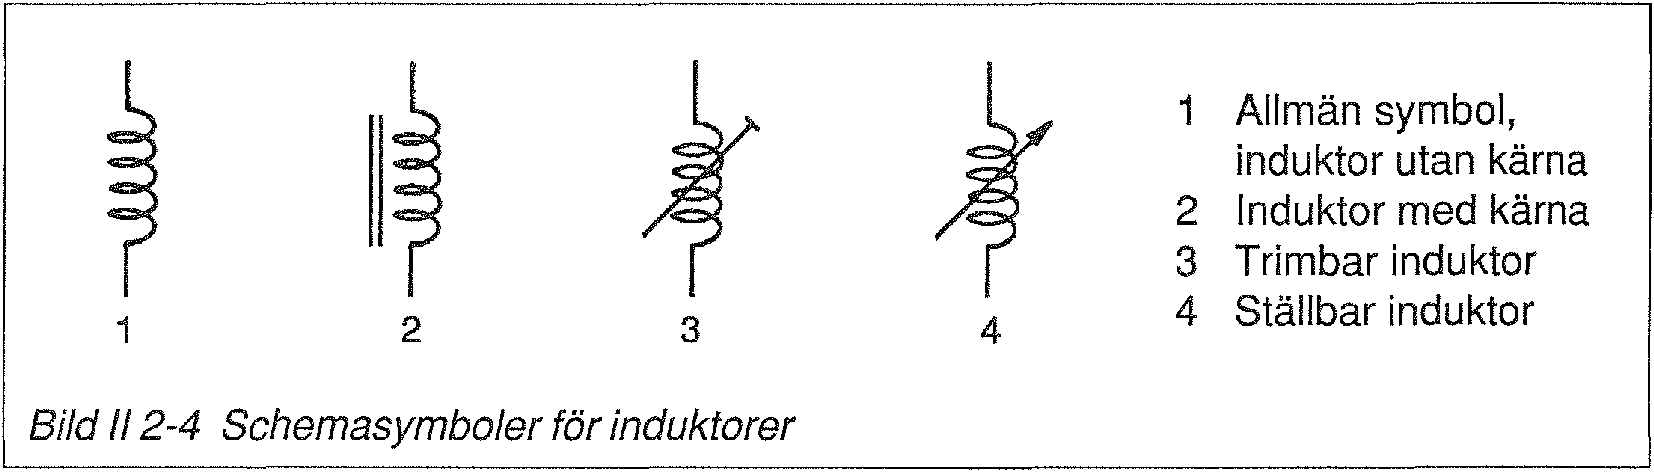 1 Allmän symbol,
induktor utan kärna
2 Induktor med kärna
3 Trimbar induktor
4 Ställbar induktor
1 2 3 4
Bild II 2-4 Schemasymboler för induktorer